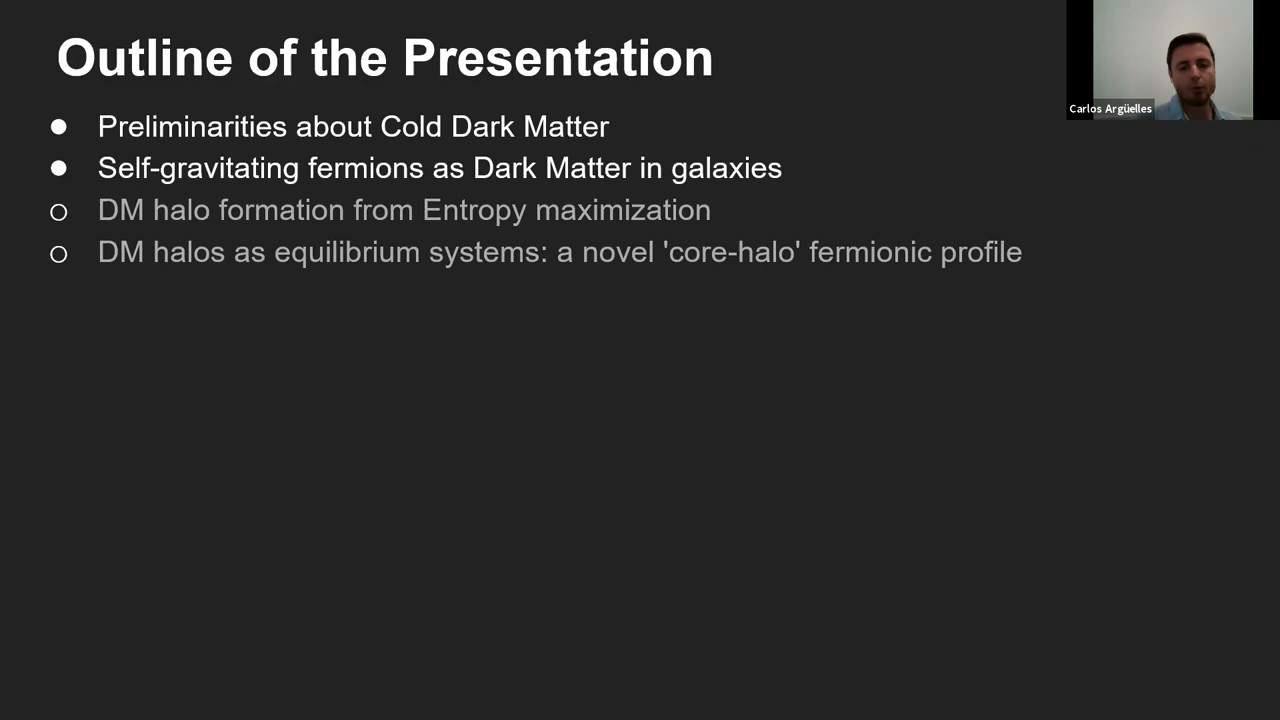 Outline of the Presentation
Carlos Argüelles
● Preliminarities about Cold Dark Matter
● Self-gravitating fermions as Dark Matter in galaxies
○ DM halo formation from Entropy maximization
○ DM halos as equilibrium systems: a novel 'core-halo' fermionic profile